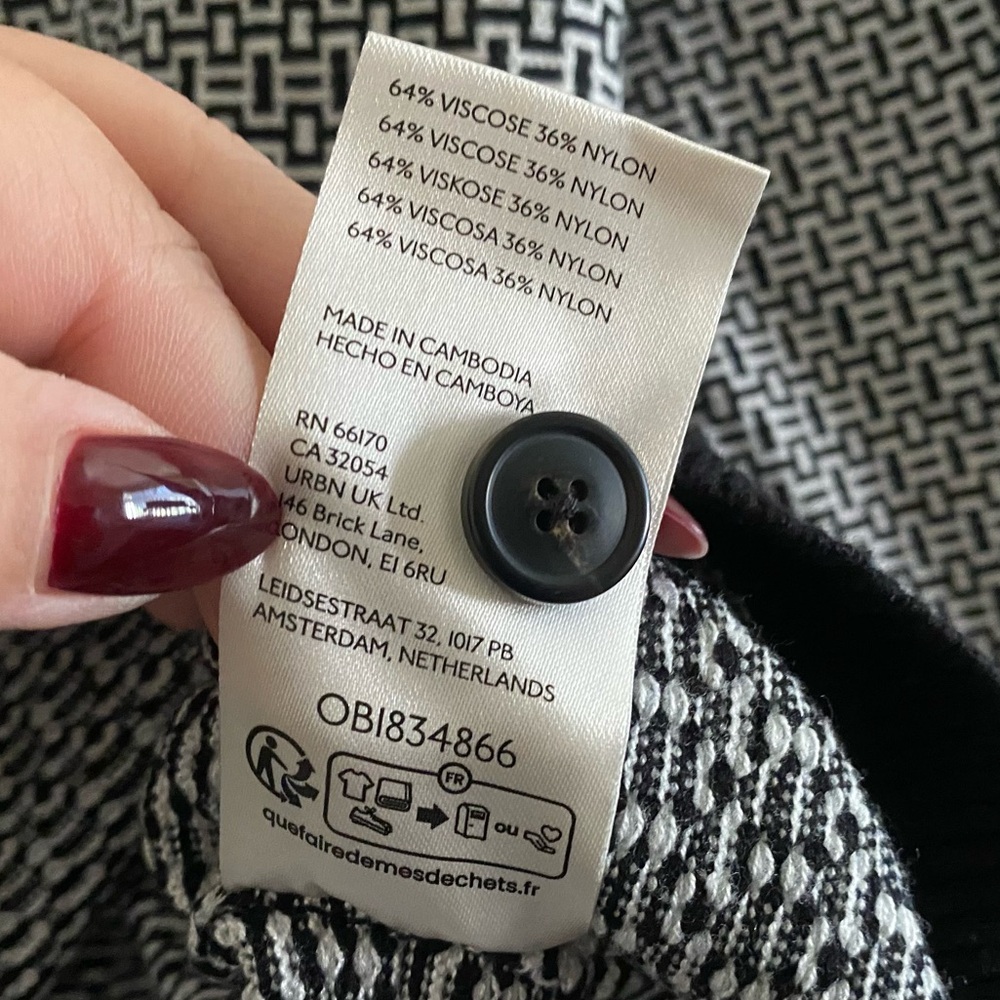 64% VISCOSE 36% NYLON
64% VISCOSE 36% NYLON
64% VISKOSE 36% NYLON
64% VISCOSA 36% NYLON
64% VISCOSA 36% NYLON
MADE IN CAMBODIA
HECHO EN CAMBOYA
RN 66170
CA 32054
URBN UK Ltd.
146 Brick Lane,
LONDON, E1 6RU
LEIDSESTRAAT 32, 1017 PB
AMSTERDAM, NETHERLANDS
OB1834866
FR
ou
quefairedemesdechets.fr